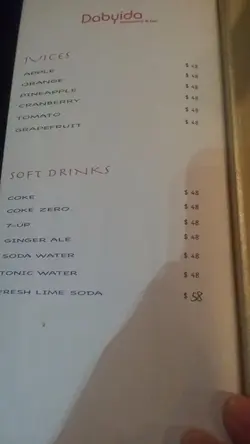 Dabyida
JUICES
APPLE $ 48
ORANGE $ 48
PINEAPPLE $ 48
CRANBERRY $ 48
TOMATO $ 48
GRAPEFRUIT $ 48
SOFT DRINKS
COKE $ 48
COKE ZERO $ 48
7-UP $ 48
GINGER ALE $ 48
SODA WATER $ 48
TONIC WATER $ 48
FRESH LIME SODA $ 58